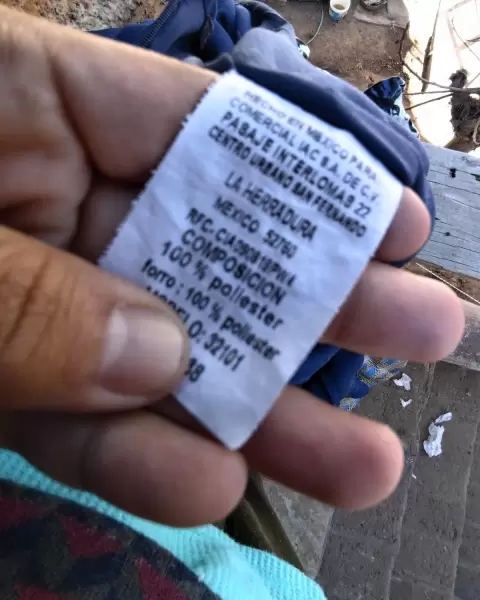 HECHO EN MEXICO PARA
COMERCIAL IAC S.A. DE C.V
PASAJE INTERLOMAS 22
CENTRO URBANO SAN FERNANDO
LA HERRADURA
MEXICO 52760
COMPOSICION
100 % poliester
forro: 100 % poliester
32101
38